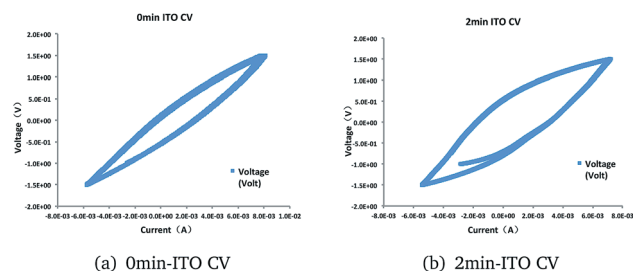 0min ITO CV
2.0E+00
1.5E+00
1.0E+00
5.0E-01
0.0E+00
-5.0E-01
-1.0E+00
-1.5E+00
-2.0E+00
Voltage（V）
Voltage
(Volt)
-8.0E-03 -6.0E-03 -4.0E-03 -2.0E-03 0.0E+00 2.0E-03 4.0E-03 6.0E-03 8.0E-03 1.0E-02
Current（A）
(a) 0min-ITO CV
2min ITO CV
2.0E+00
1.5E+00
1.0E+00
5.0E-01
0.0E+00
-5.0E-01
-1.0E+00
-1.5E+00
-2.0E+00
Voltage（V）
Voltage
(Volt)
-8.0E-03 -6.0E-03 -4.0E-03 -2.0E-03 0.0E+00 2.0E-03 4.0E-03 6.0E-03 8.0E-03
Current（A）
(b) 2min-ITO CV